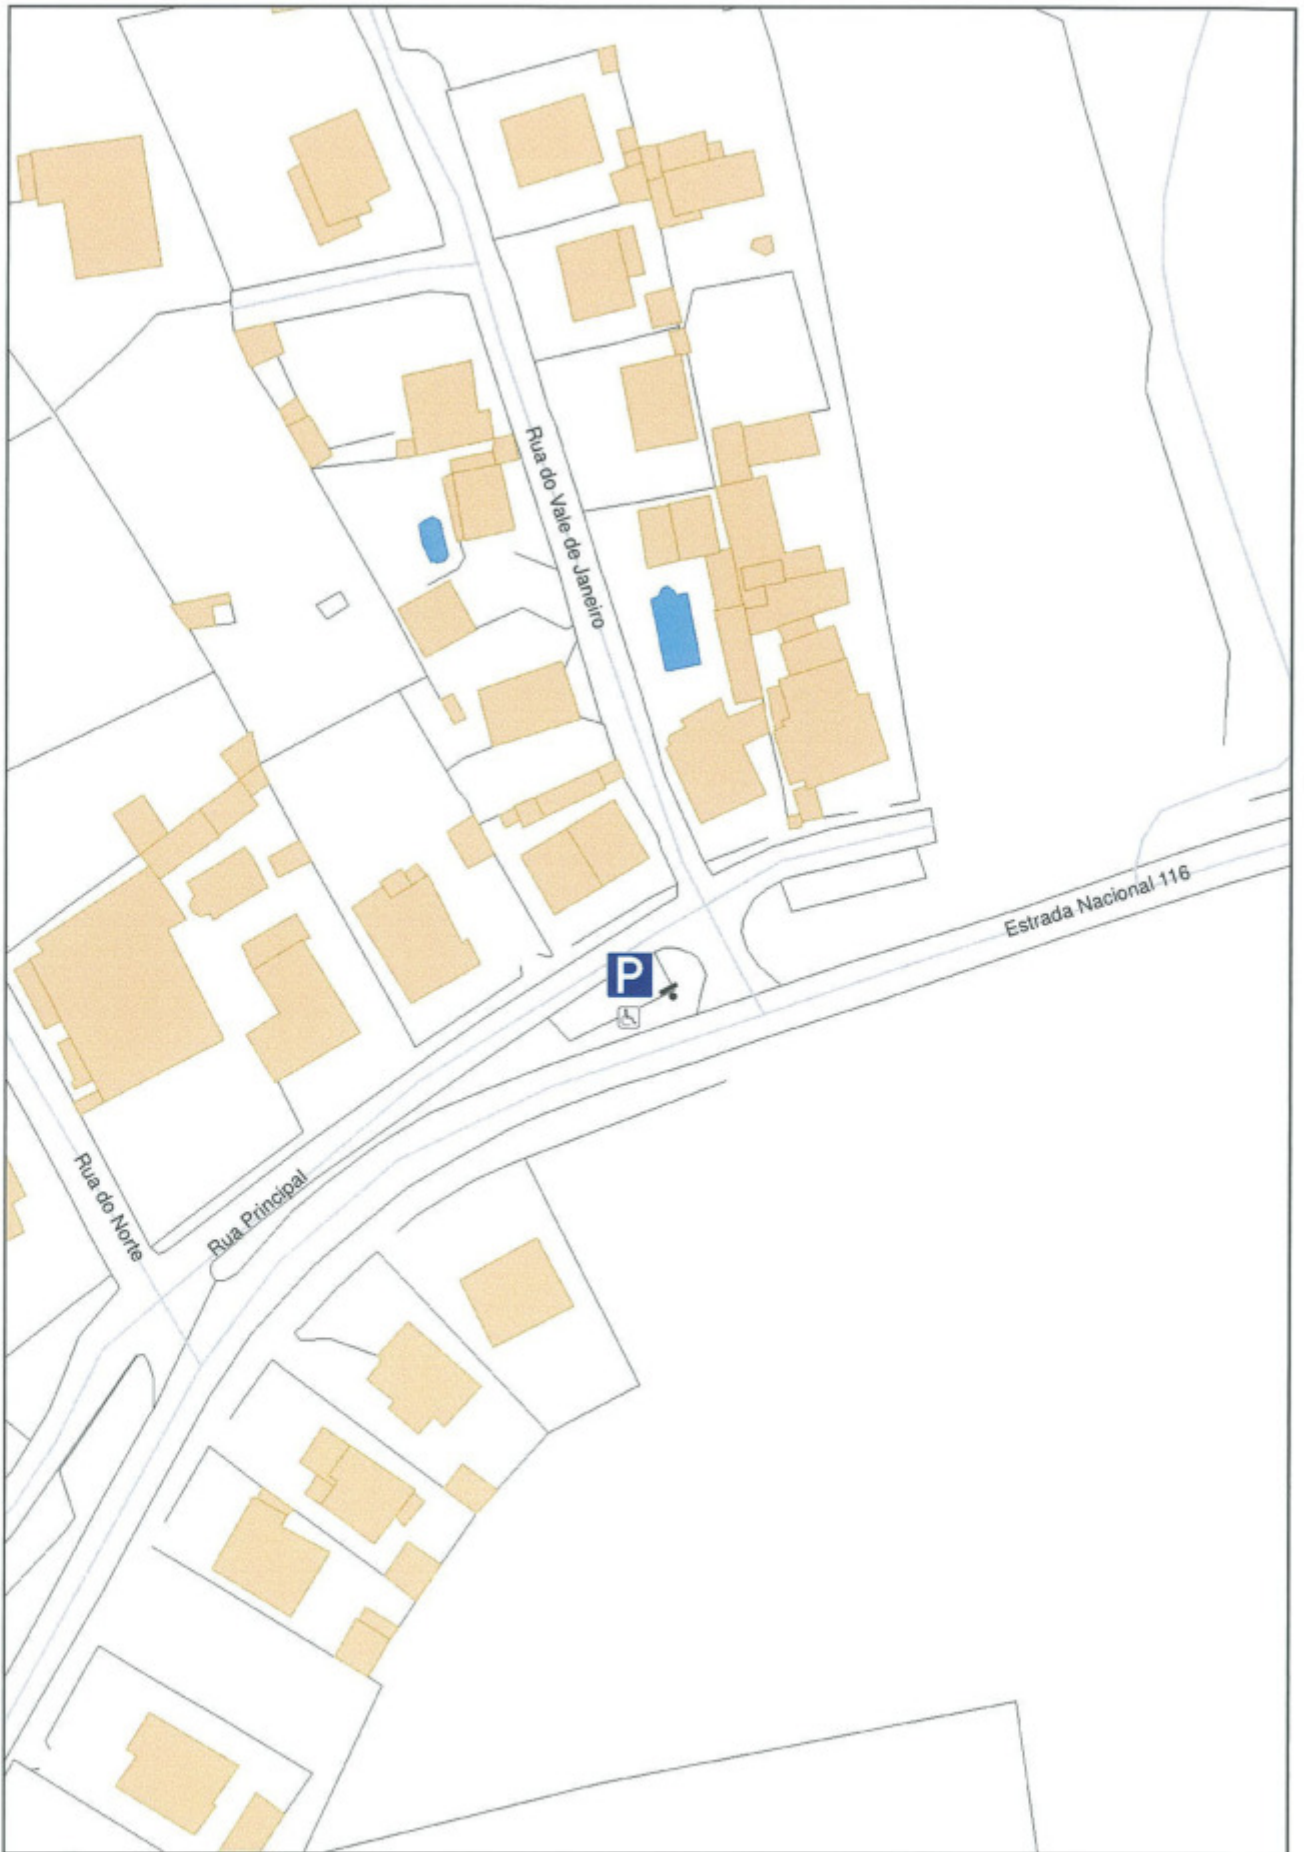 Rua do Vale de Janeiro
Estrada Nacional 116
P
Rua do Norte
Rua Principal